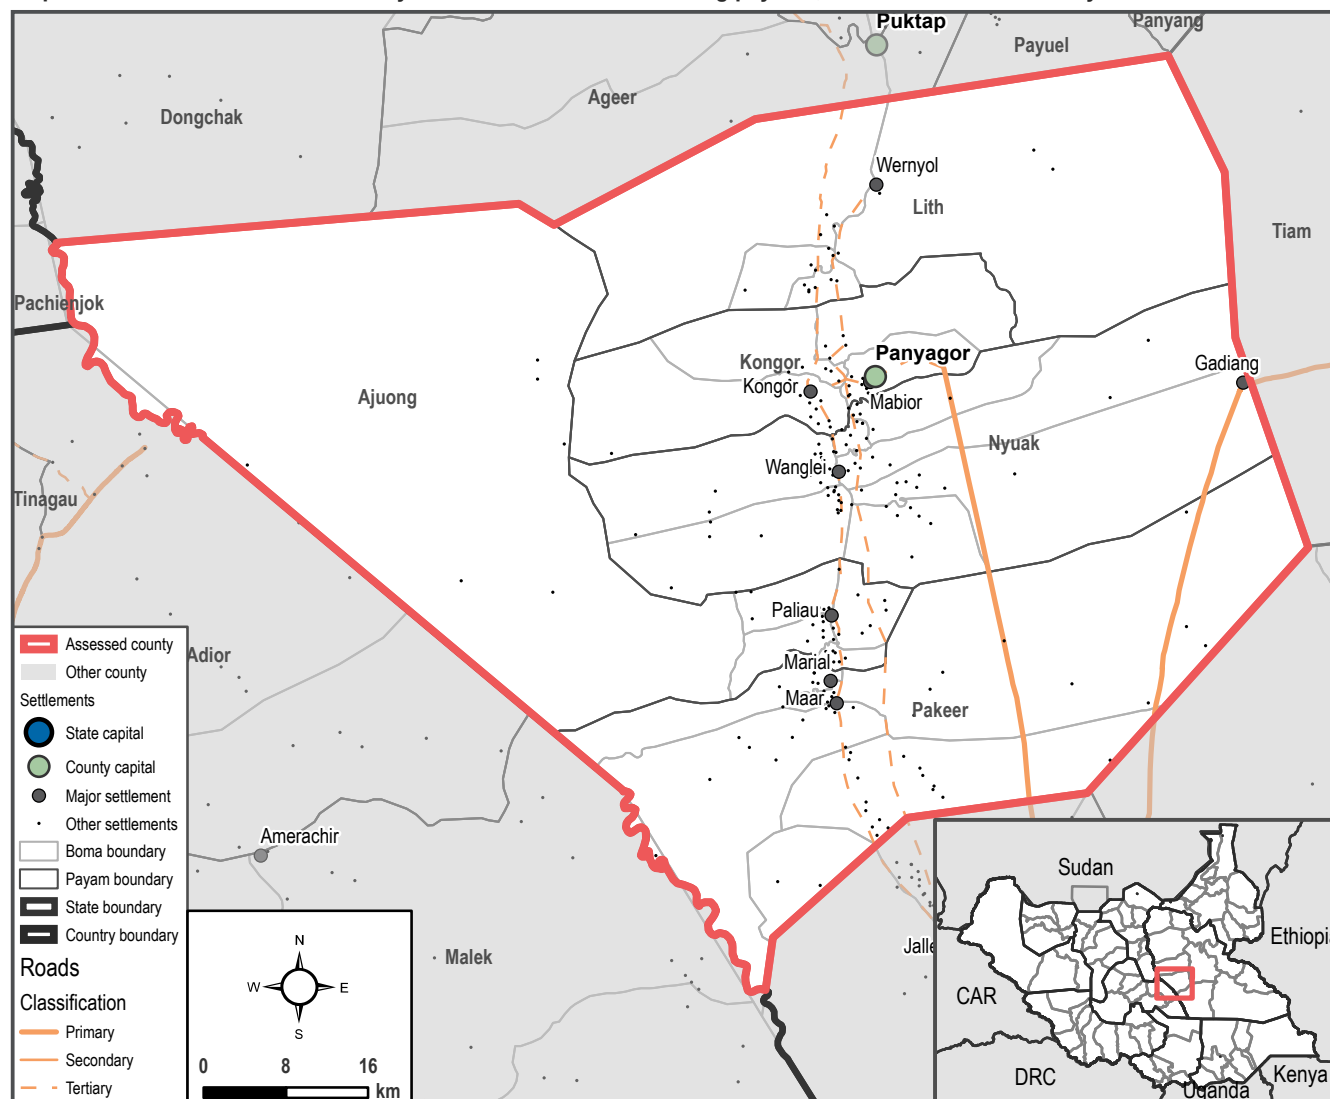 Puktap
Panyang
Payuel
Ageer
Dongchak
Wernyol
Lith
Tiam
Pachienjok
Panyagor
Kongor
Kongor
Gadiang
Ajuong
Mabior
Nyuak
Wanglei
Tinagau
Paliau
Marial
Maar
Pakeer
Adior
Amerachir
Malek
Jalle
Assessed county
Other county
Settlements
State capital
County capital
Major settlement
Other settlements
Boma boundary
Payam boundary
State boundary
Country boundary
Roads
Classification
Primary
Secondary
Tertiary
N
W E
S
0 8 16
km
Sudan
Ethiopia
CAR
DRC
Uganda
Kenya